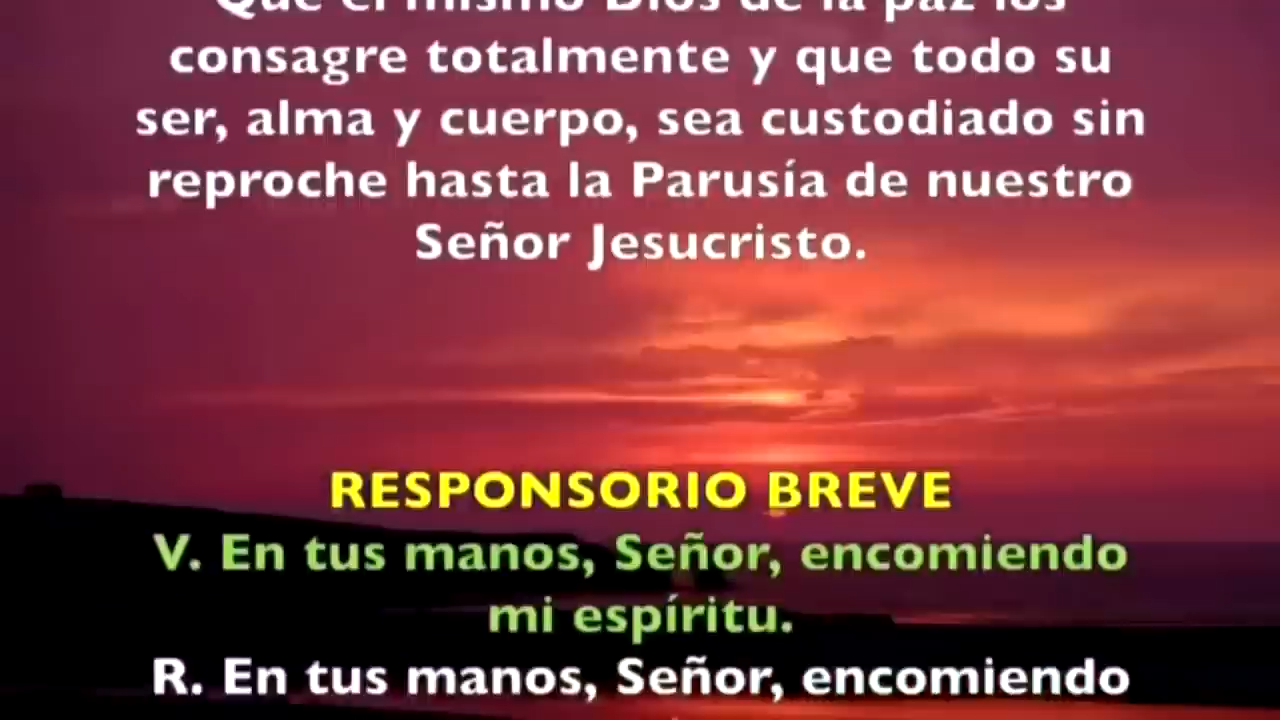 Que el mismo Dios de la paz los
consagre totalmente y que todo su
ser, alma y cuerpo, sea custodiado sin
reproche hasta la Parusía de nuestro
Señor Jesucristo.
RESPONSORIO BREVE
V. En tus manos, Señor, encomiendo
mi espíritu.
R. En tus manos, Señor, encomiendo